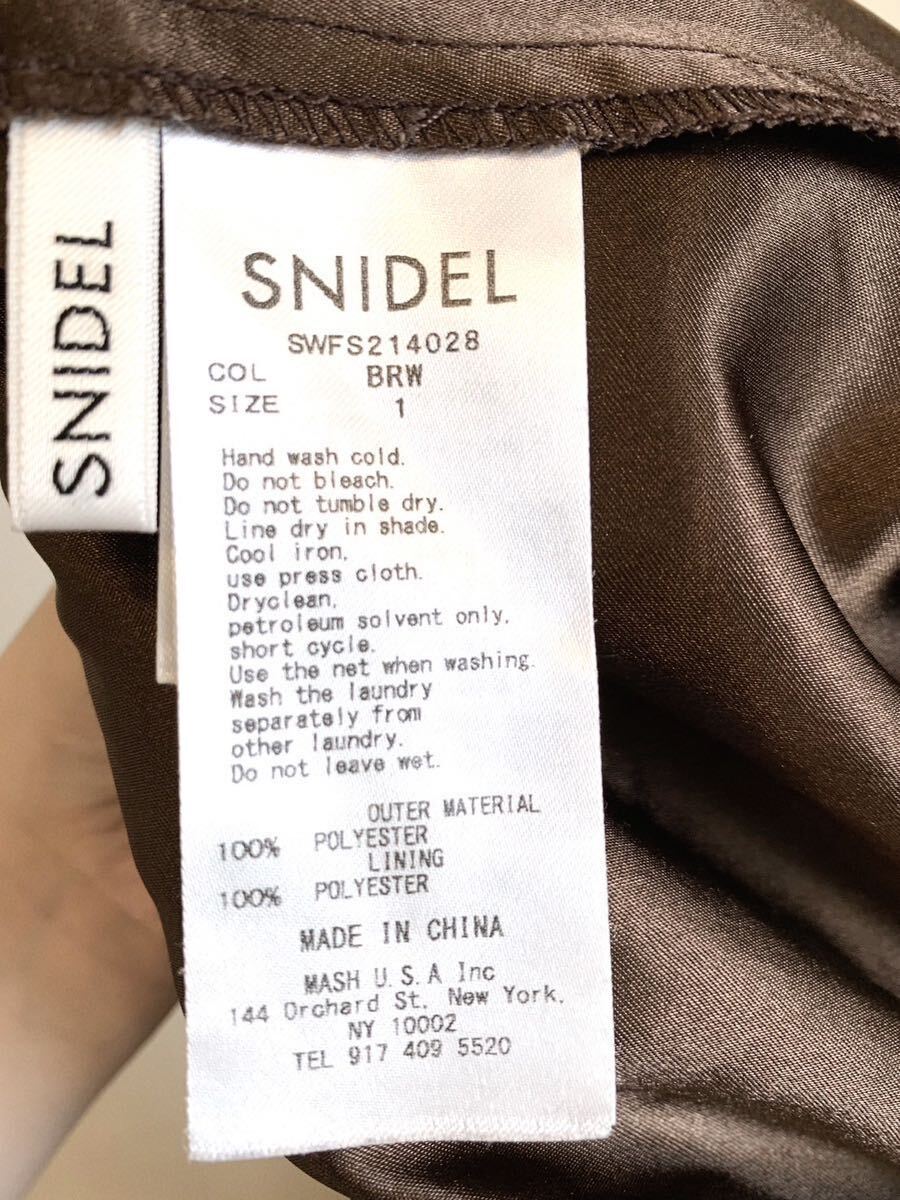 SNIDEL
SNIDEL
SWFS214028
COL BRW
SIZE 1
Hand wash cold.
Do not bleach.
Do not tumble dry.
Line dry in shade.
Cool iron,
use press cloth.
Dryclean,
petroleum solvent only,
short cycle.
Use the net when washing.
Wash the laundry
separately from
other laundry.
Do not leave wet.
OUTER MATERIAL
100% POLYESTER
LINING
100% POLYESTER
MADE IN CHINA
MASH U.S.A Inc
144 Orchard St. New York,
NY 10002
TEL 917 409 5520